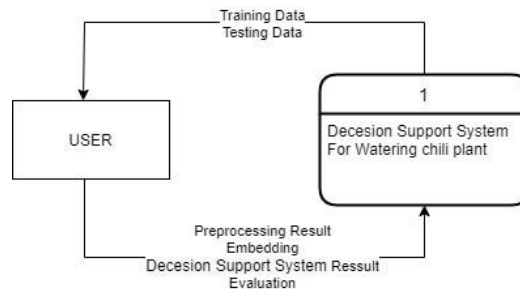 Training Data
Testing Data
1
USER
Decesion Support System
For Watering chili plant
Preprocessing Result
Embedding
Decesion Support System Ressult
Evaluation